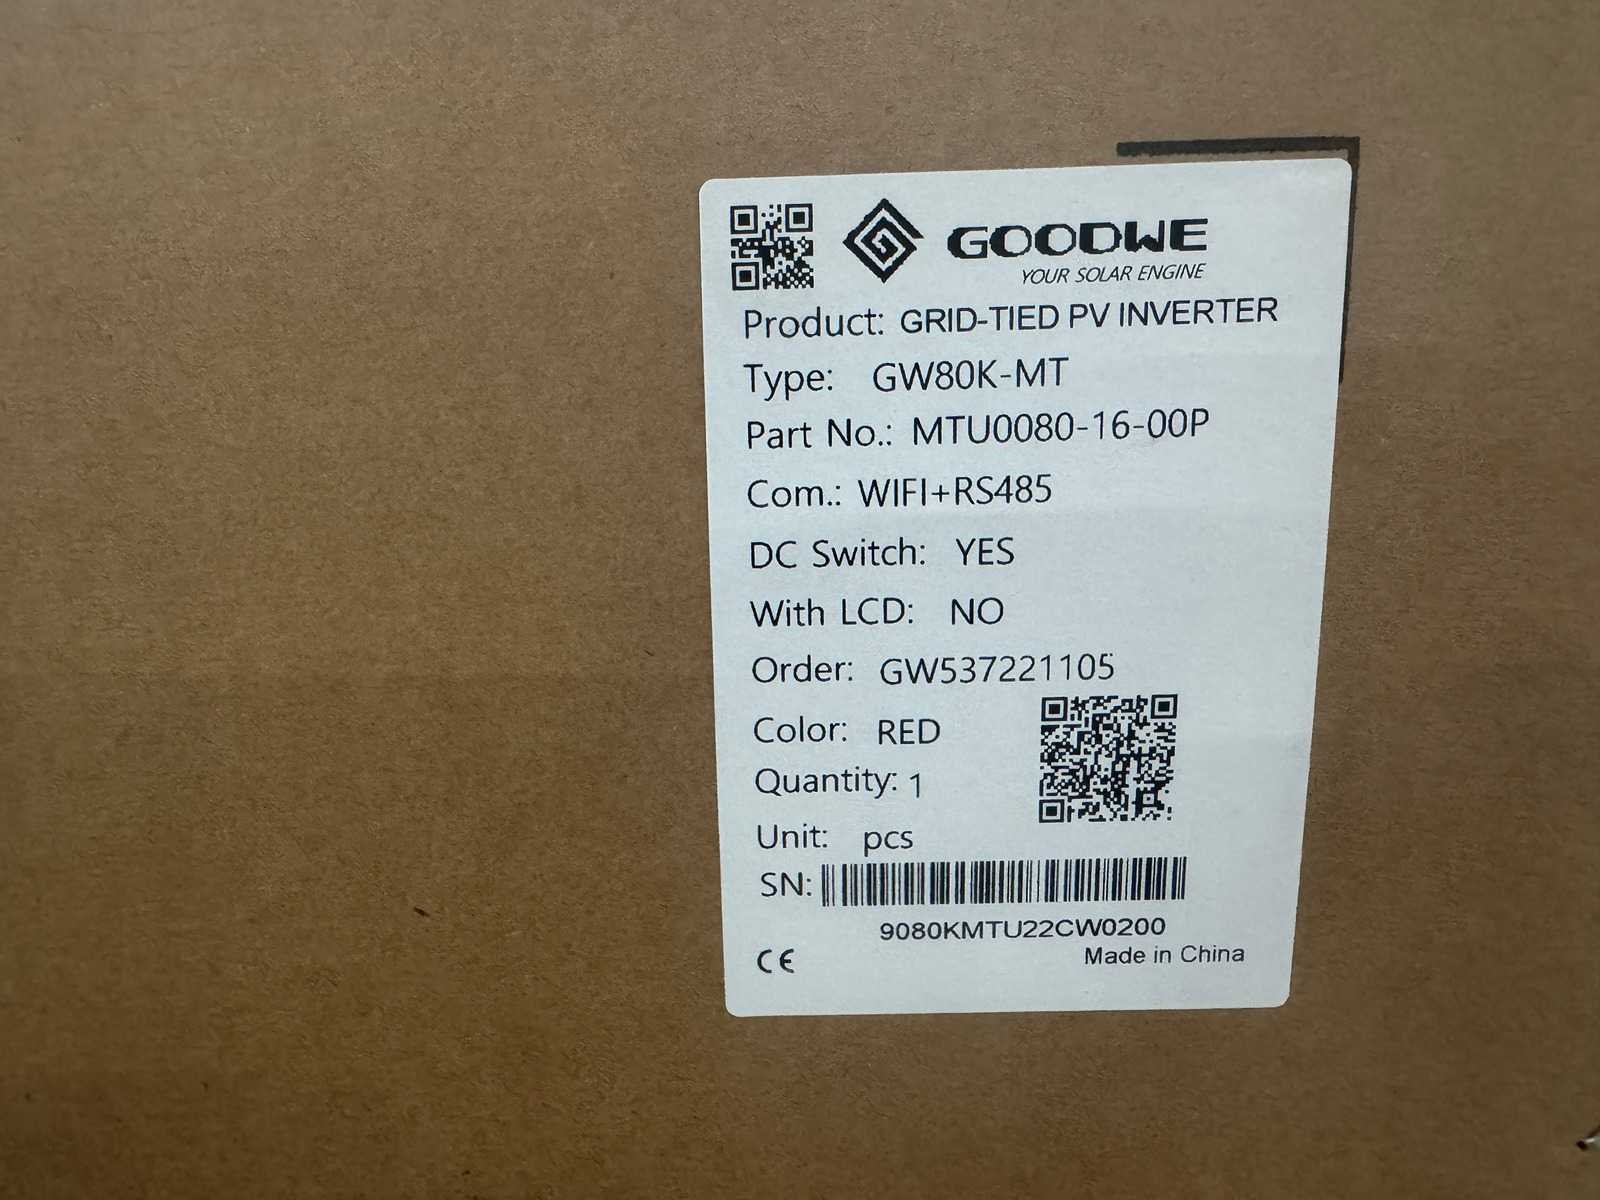 GOODWE
YOUR SOLAR ENGINE
Product: GRID-TIED PV INVERTER
Type: GW80K-MT
Part No.: MTU0080-16-00P
Com.: WIFI+RS485
DC Switch: YES
With LCD: NO
Order: GW537221105
Color: RED
Quantity: 1
Unit: pcs
SN:
9080KMTU22CW0200
CE
Made in China